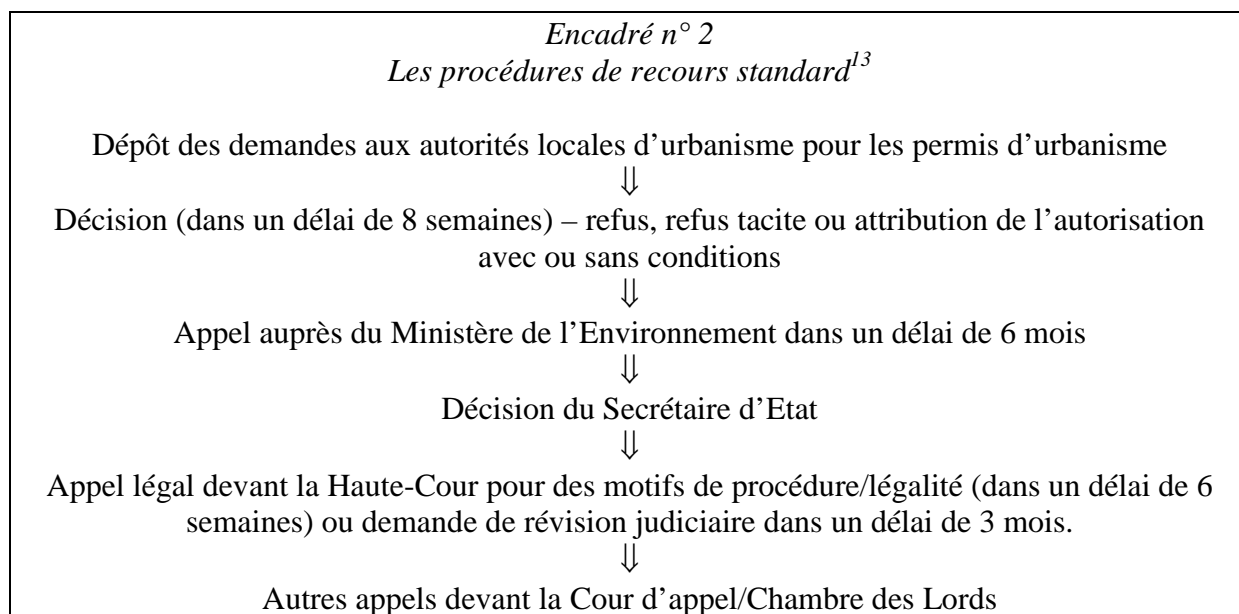 Encadré n° 2
Les procédures de recours standard13
Dépôt des demandes aux autorités locales d’urbanisme pour les permis d’urbanisme
⇓
Décision (dans un délai de 8 semaines) – refus, refus tacite ou attribution de l’autorisation
avec ou sans conditions
⇓
Appel auprès du Ministère de l’Environnement dans un délai de 6 mois
⇓
Décision du Secrétaire d’Etat
⇓
Appel légal devant la Haute-Cour pour des motifs de procédure/légalité (dans un délai de 6
semaines) ou demande de révision judiciaire dans un délai de 3 mois.
⇓
Autres appels devant la Cour d’appel/Chambre des Lords